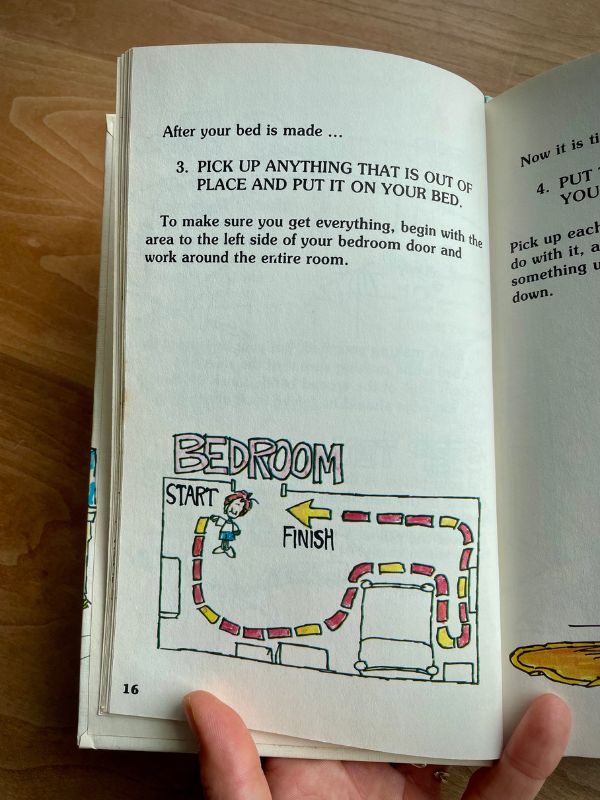 After your bed is made ...
3. PICK UP ANYTHING THAT IS OUT OF
PLACE AND PUT IT ON YOUR BED.
To make sure you get everything, begin with the
area to the left side of your bedroom door and
work around the entire room.
BEDROOM
START
FINISH
16
Now it is
4. PUT
YOU
Pick up each
do with it, a
something u
down.